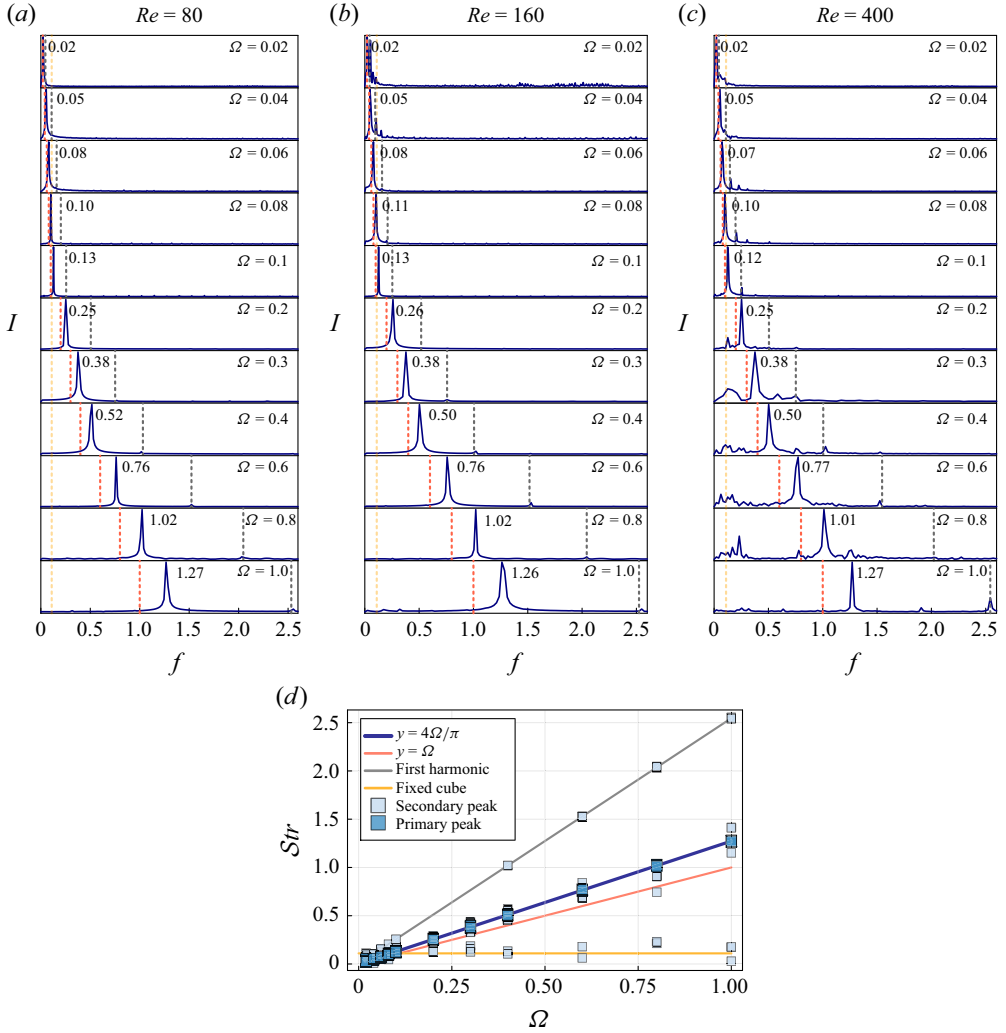 (a) Re = 80
0.02 Ω = 0.02
0.05 Ω = 0.04
0.08 Ω = 0.06
0.10 Ω = 0.08
0.13 Ω = 0.1
I 0.25 Ω = 0.2
0.38 Ω = 0.3
0.52 Ω = 0.4
0.76 Ω = 0.6
1.02 Ω = 0.8
1.27 Ω = 1.0
0 0.5 1.0 1.5 2.0 2.5
f
(b) Re = 160
0.02 Ω = 0.02
0.05 Ω = 0.04
0.08 Ω = 0.06
0.11 Ω = 0.08
0.13 Ω = 0.1
I 0.26 Ω = 0.2
0.38 Ω = 0.3
0.50 Ω = 0.4
0.76 Ω = 0.6
1.02 Ω = 0.8
1.26 Ω = 1.0
0 0.5 1.0 1.5 2.0 2.5
f
(c) Re = 400
0.02 Ω = 0.02
0.05 Ω = 0.04
0.07 Ω = 0.06
0.10 Ω = 0.08
0.12 Ω = 0.1
I 0.25 Ω = 0.2
0.38 Ω = 0.3
0.50 Ω = 0.4
0.77 Ω = 0.6
1.01 Ω = 0.8
1.27 Ω = 1.0
0 0.5 1.0 1.5 2.0 2.5
f
(d)
y = 4Ω/π
y = Ω
First harmonic
Fixed cube
Secondary peak
Primary peak
Str
2.5
2.0
1.5
1.0
0.5
0
0 0.25 0.50 0.75 1.00
Ω